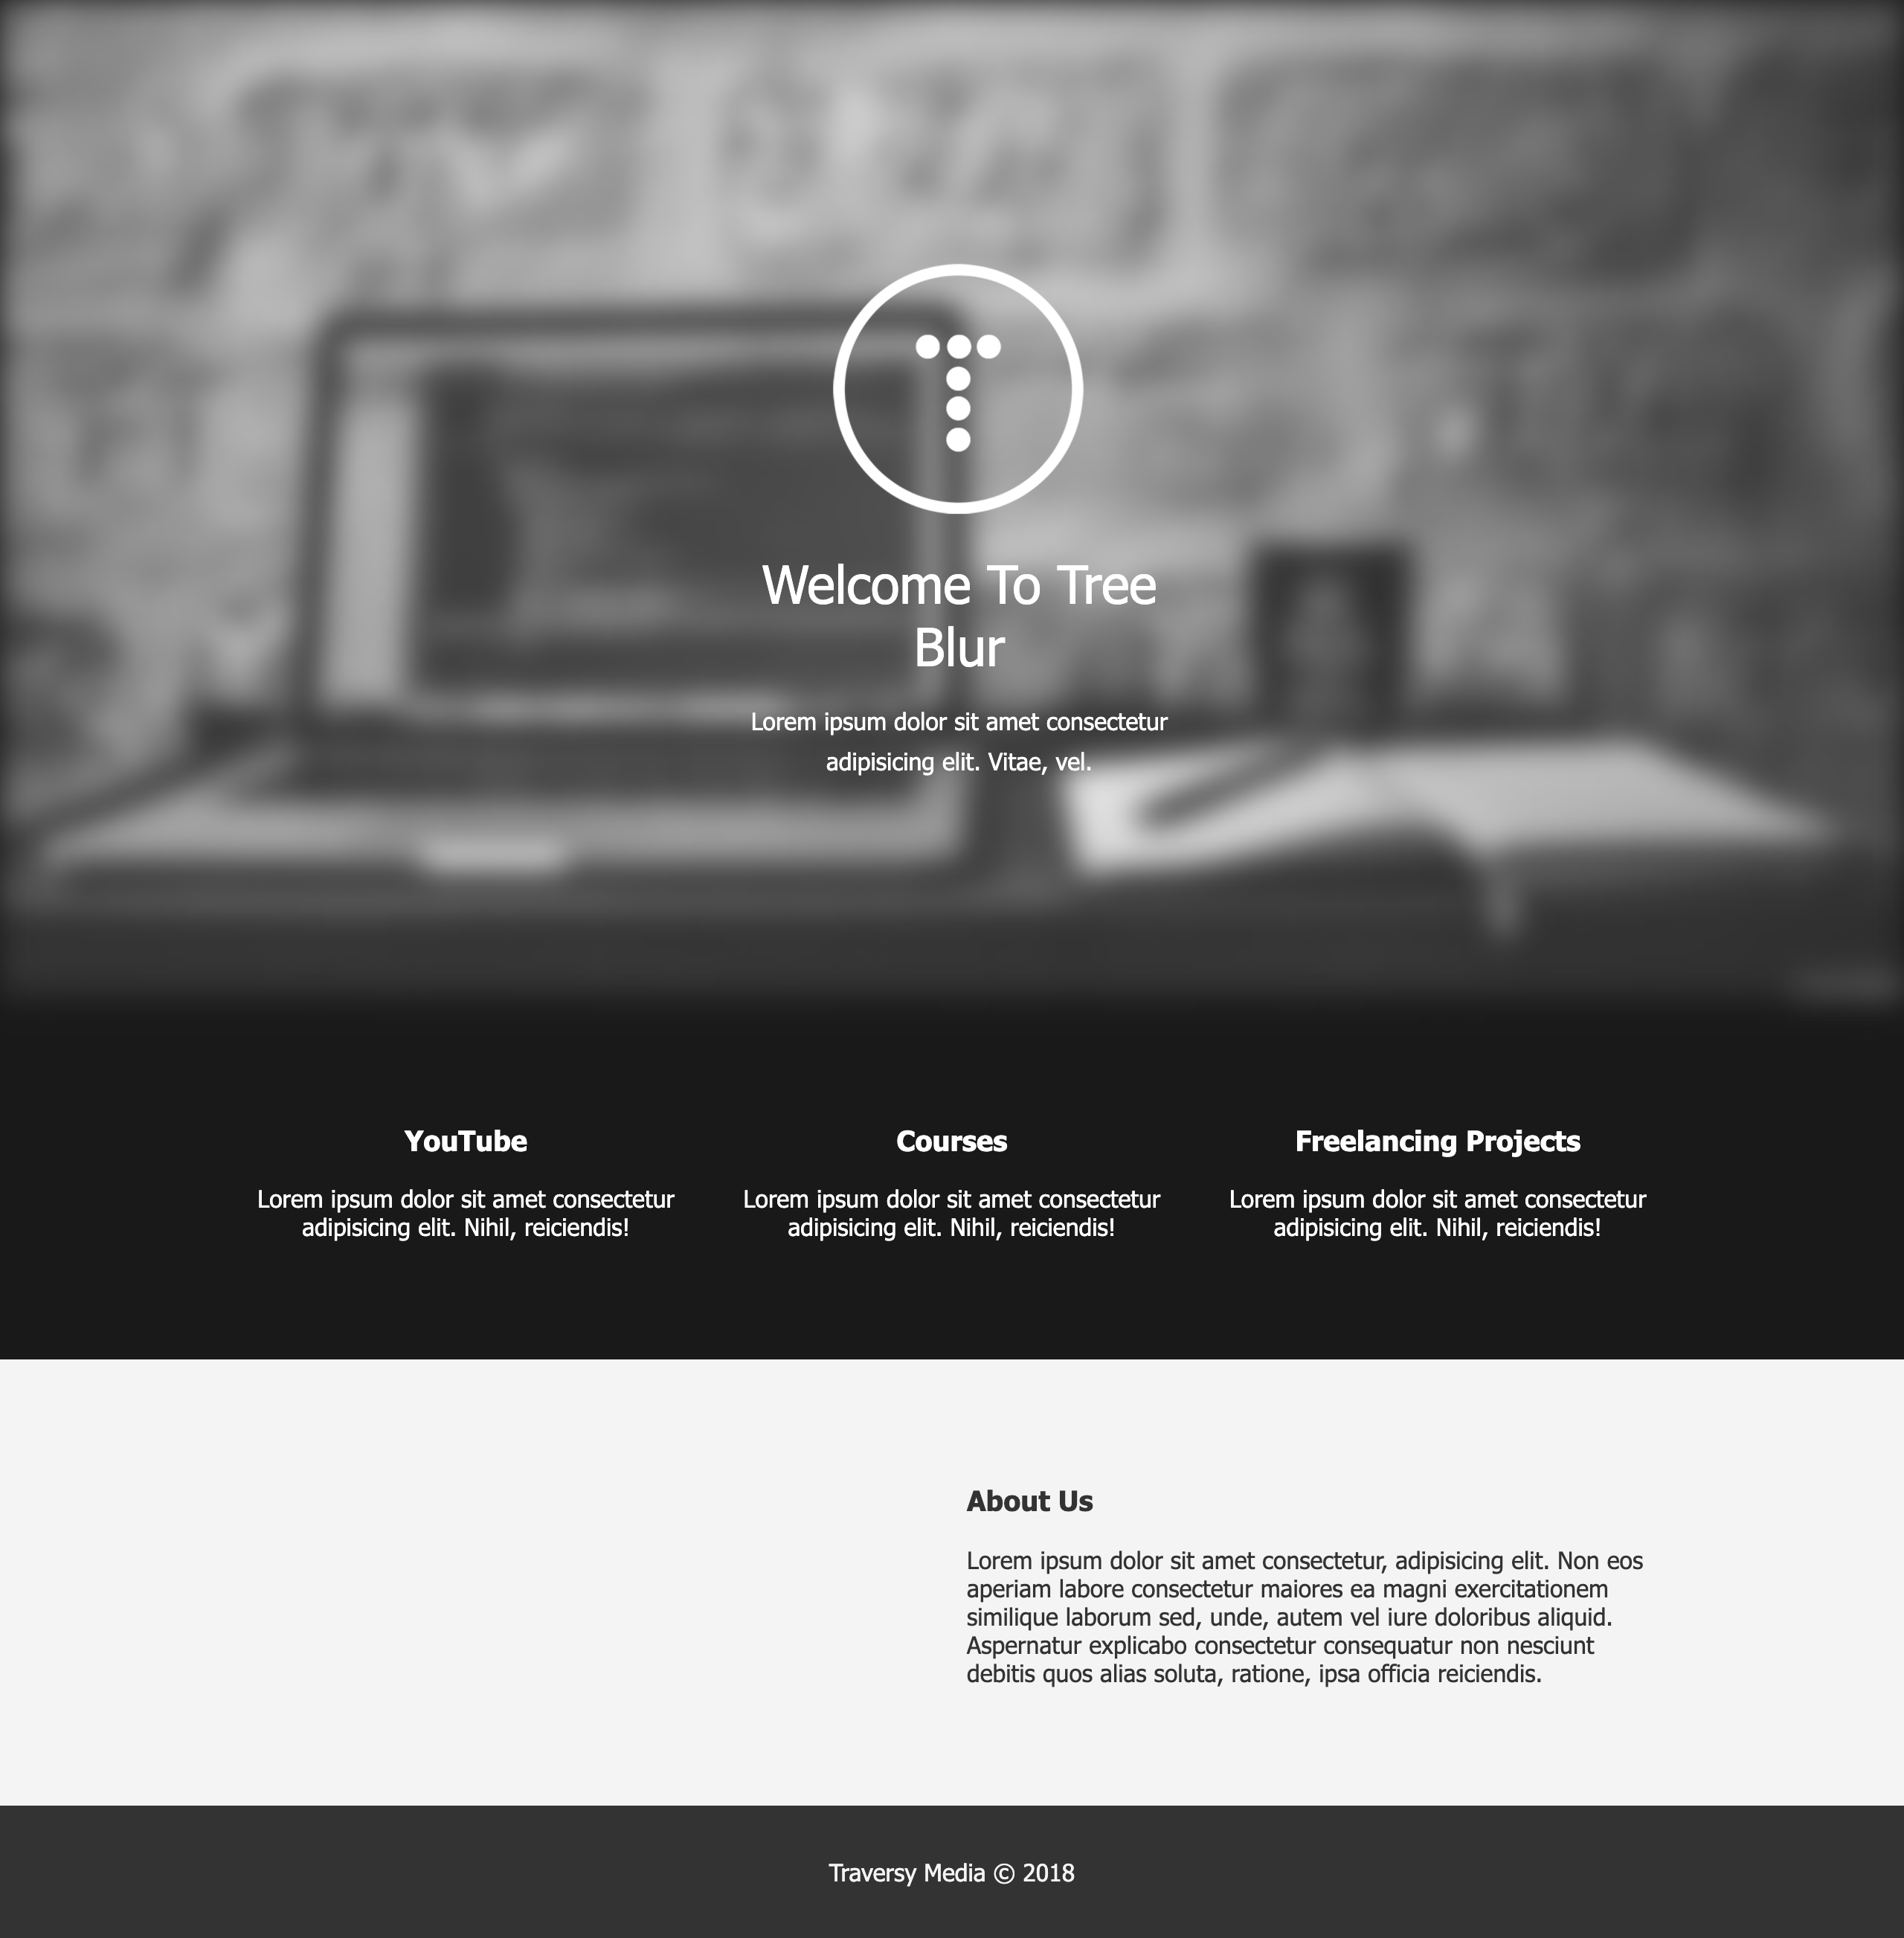 Welcome To Tree
Blur
Lorem ipsum dolor sit amet consectetur
adipisicing elit. Vitae, vel.
YouTube
Lorem ipsum dolor sit amet consectetur
adipisicing elit. Nihil, reiciendis!
Courses
Lorem ipsum dolor sit amet consectetur
adipisicing elit. Nihil, reiciendis!
Freelancing Projects
Lorem ipsum dolor sit amet consectetur
adipisicing elit. Nihil, reiciendis!
About Us
Lorem ipsum dolor sit amet consectetur, adipisicing elit. Non eos
aperiam labore consectetur maiores ea magni exercitationem
similique laborum sed, unde, autem vel iure doloribus aliquid.
Aspernatur explicabo consectetur consequatur non nesciunt
debitis quos alias soluta, ratione, ipsa officia reiciendis.
Traversy Media © 2018